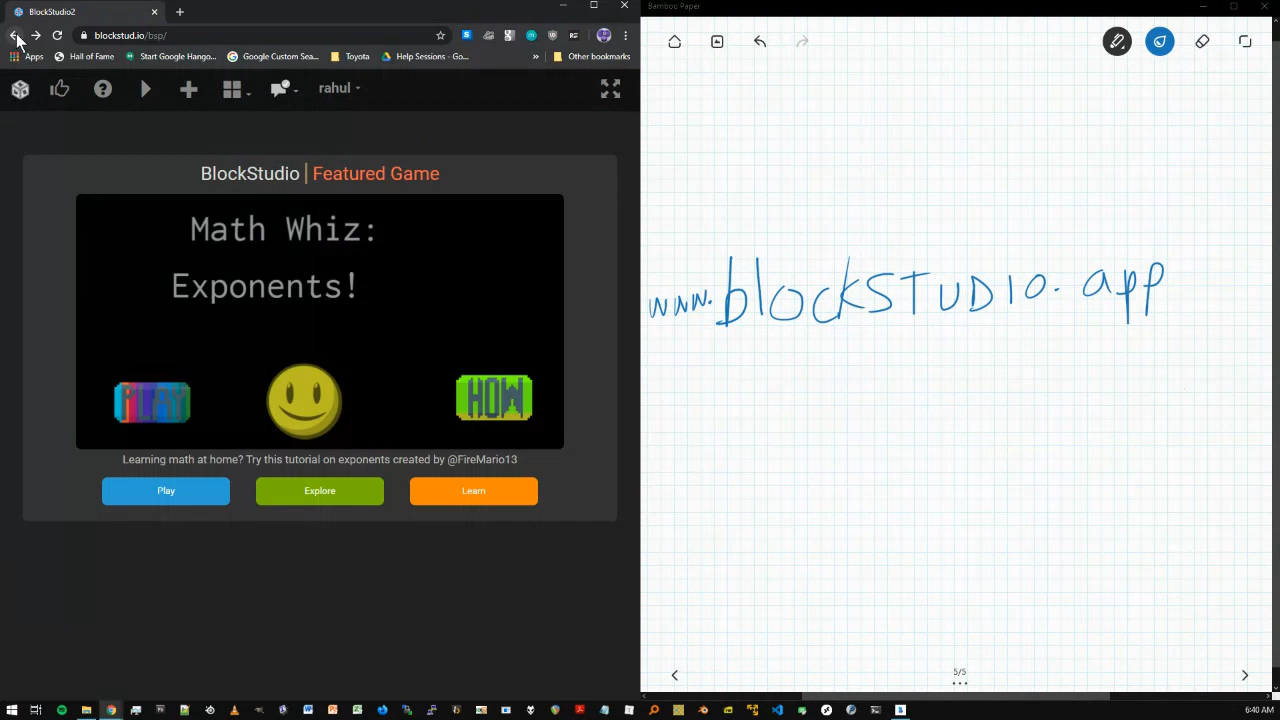 BlockStudio2
Bamboo Paper
blockstud.io/bsp/
Apps
Hall of Fame
Start Google Hango...
Google Custom Sea...
Toyota
Help Sessions - Go...
»
Other bookmarks
rahul
BlockStudio | Featured Game
Math Whiz:
Exponents!
PLAY
HOW
Learning math at home? Try this tutorial on exponents created by @FireMario13
Play
Explore
Learn
www.blockSTUDIO.app
5/5
6:40 AM